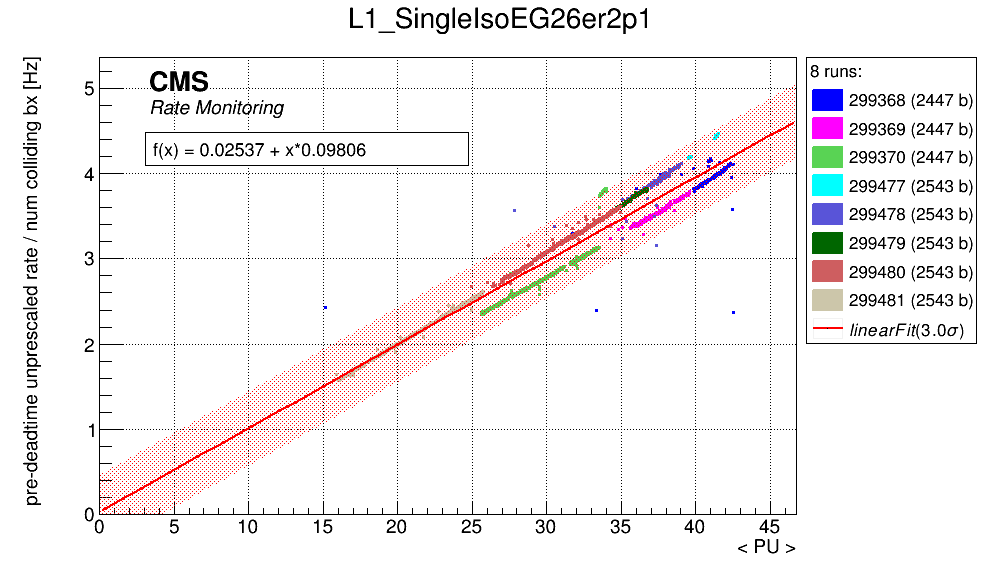 L1_SingleIsoEG26er2p1
pre-deadtime unprescaled rate / num colliding bx [Hz]
CMS
Rate Monitoring
f(x) = 0.02537 + x*0.09806
5
4
3
2
1
0
0 5 10 15 20 25 30 35 40 45
< PU >
8 runs:
299368 (2447 b)
299369 (2447 b)
299370 (2447 b)
299477 (2543 b)
299478 (2543 b)
299479 (2543 b)
299480 (2543 b)
299481 (2543 b)
linearFit(3.0σ)